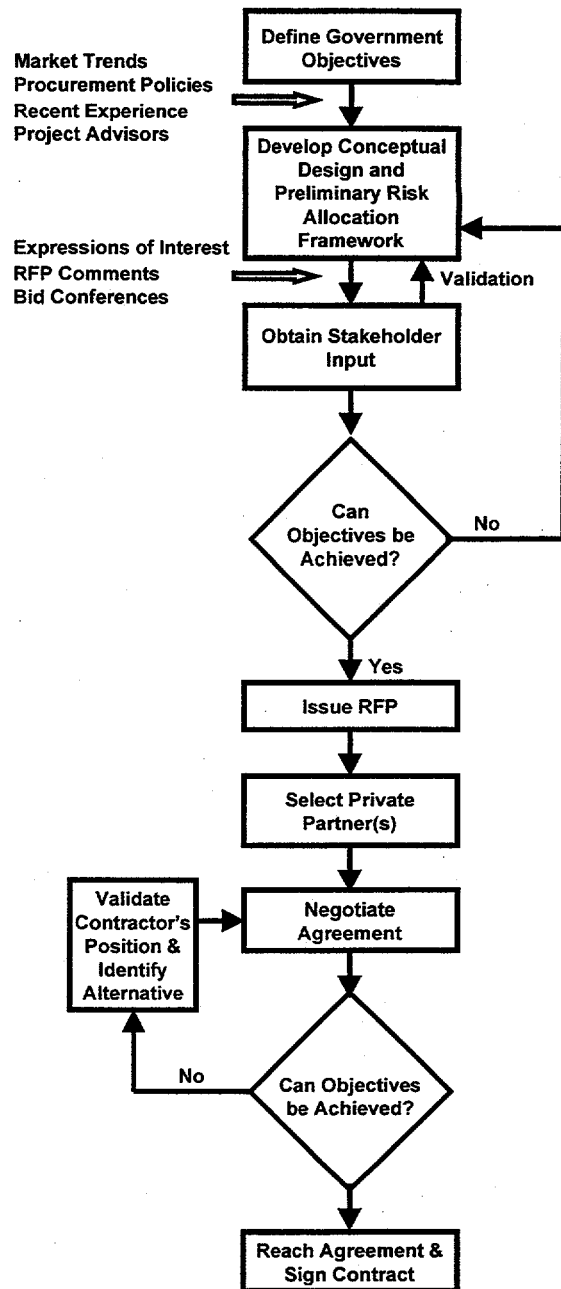 Define Government
Objectives
Market Trends
Procurement Policies
Recent Experience
Project Advisors
Develop Conceptual
Design and
Preliminary Risk
Allocation
Framework
Expressions of Interest
RFP Comments
Bid Conferences
Validation
Obtain Stakeholder
Input
Can
Objectives be
Achieved?
No
Yes
Issue RFP
Select Private
Partner(s)
Validate
Contractor's
Position &
Identify
Alternative
Negotiate
Agreement
No
Can Objectives
be Achieved?
Reach Agreement &
Sign Contract